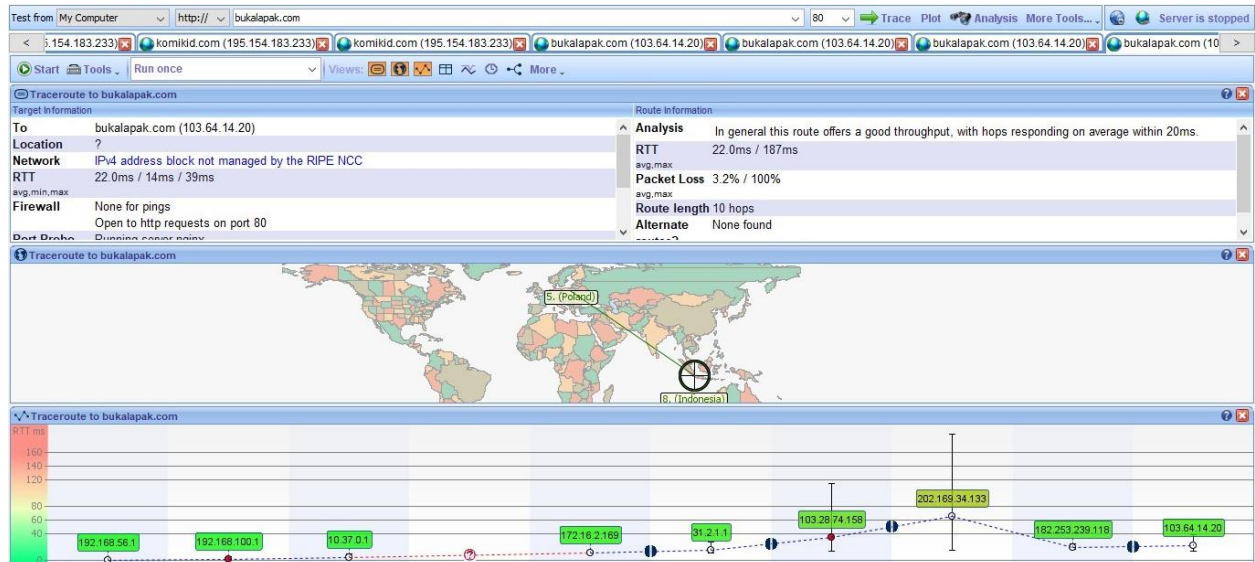 Test from My Computer http:// bukalapak.com 80 Trace Plot Analysis More Tools... Server is stopped
< 5.154.183.233) komikid.com (195.154.183.233) komikid.com (195.154.183.233) bukalapak.com (103.64.14.20) bukalapak.com (103.64.14.20) bukalapak.com (103.64.14.20) bukalapak.com (10 >
Start Tools Run once Views: More
Traceroute to bukalapak.com
Target Information
To bukalapak.com (103.64.14.20)
Location ?
Network IPv4 address block not managed by the RIPE NCC
RTT 22.0ms / 14ms / 39ms
avg,min,max
Firewall None for pings
Open to http requests on port 80
Port Probe Running server nginx
Route Information
Analysis In general this route offers a good throughput, with hops responding on average within 20ms.
RTT 22.0ms / 187ms
avg,max
Packet Loss 3.2% / 100%
avg,max
Route length 10 hops
Alternate None found
routes?
Traceroute to bukalapak.com
5. (Poland)
8. (Indonesia)
Traceroute to bukalapak.com
RTT ms
160
140
120
80
60
40
0
192.168.56.1
192.168.100.1
10.37.0.1
?
172.16.2.169
31.2.1.1
103.28.74.158
202.169.34.133
182.253.239.118
103.64.14.20